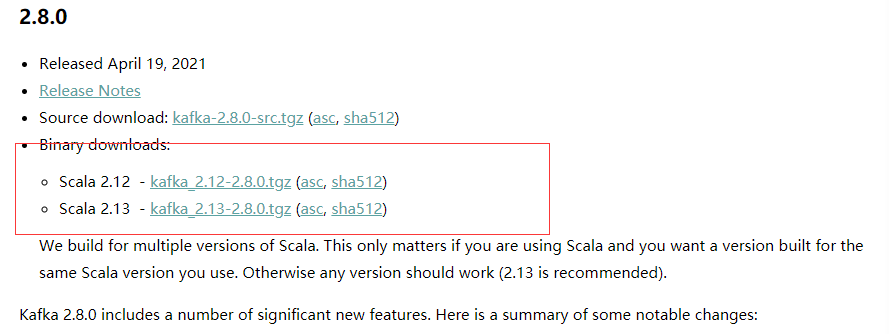 2.8.0
Released April 19, 2021
Release Notes
Source download: kafka-2.8.0-src.tgz (asc, sha512)
Binary downloads:
Scala 2.12 - kafka_2.12-2.8.0.tgz (asc, sha512)
Scala 2.13 - kafka_2.13-2.8.0.tgz (asc, sha512)
We build for multiple versions of Scala. This only matters if you are using Scala and you want a version built for the
same Scala version you use. Otherwise any version should work (2.13 is recommended).
Kafka 2.8.0 includes a number of significant new features. Here is a summary of some notable changes: